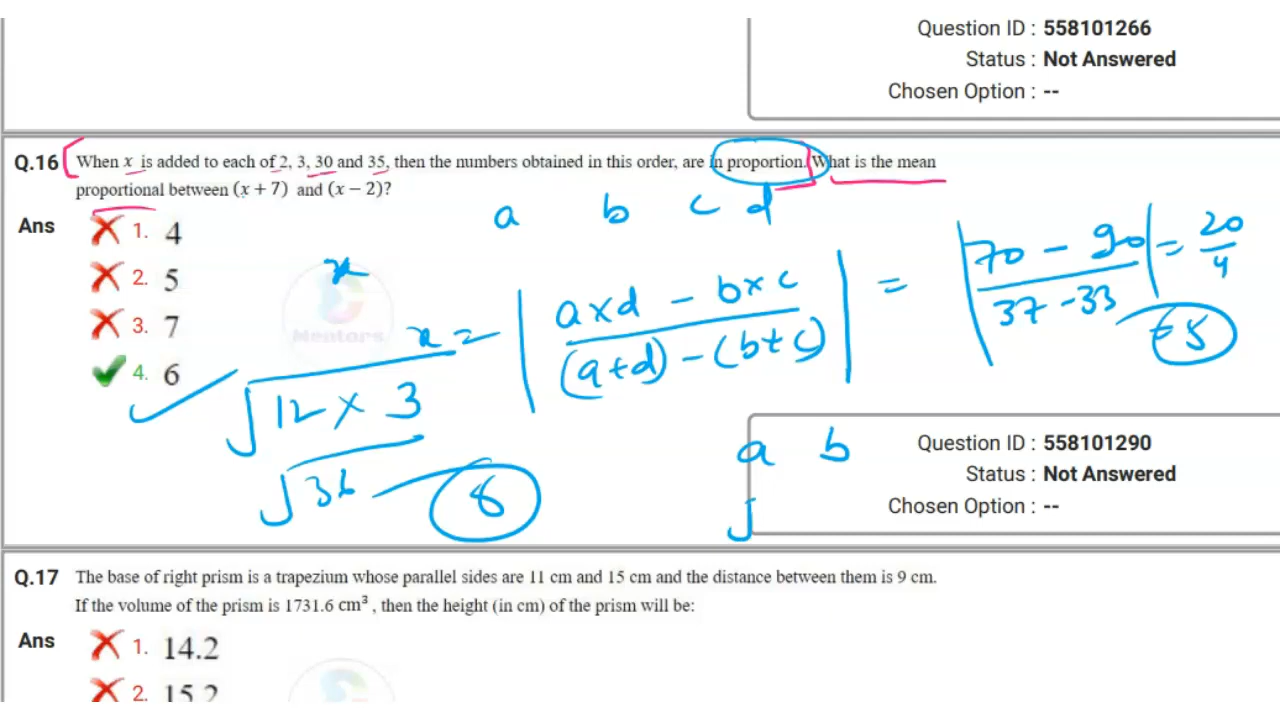 Question ID : 558101266
Status : Not Answered
Chosen Option : --
Q.16 When x is added to each of 2, 3, 30 and 35, then the numbers obtained in this order, are in proportion. What is the mean
proportional between (x + 7) and (x – 2)?
Ans
1. 4
2. 5
3. 7
4. 6
a b c d
x
Mentors
x = | a×d – b×c / (a+d) – (b+c) | = | 70 – 90 / 37 – 33 | = 20/4
= 5
√12 × 3
√36
6
a b
√
Question ID : 558101290
Status : Not Answered
Chosen Option : --
Q.17 The base of right prism is a trapezium whose parallel sides are 11 cm and 15 cm and the distance between them is 9 cm.
If the volume of the prism is 1731.6 cm³ , then the height (in cm) of the prism will be:
Ans
1. 14.2
2. 15.2